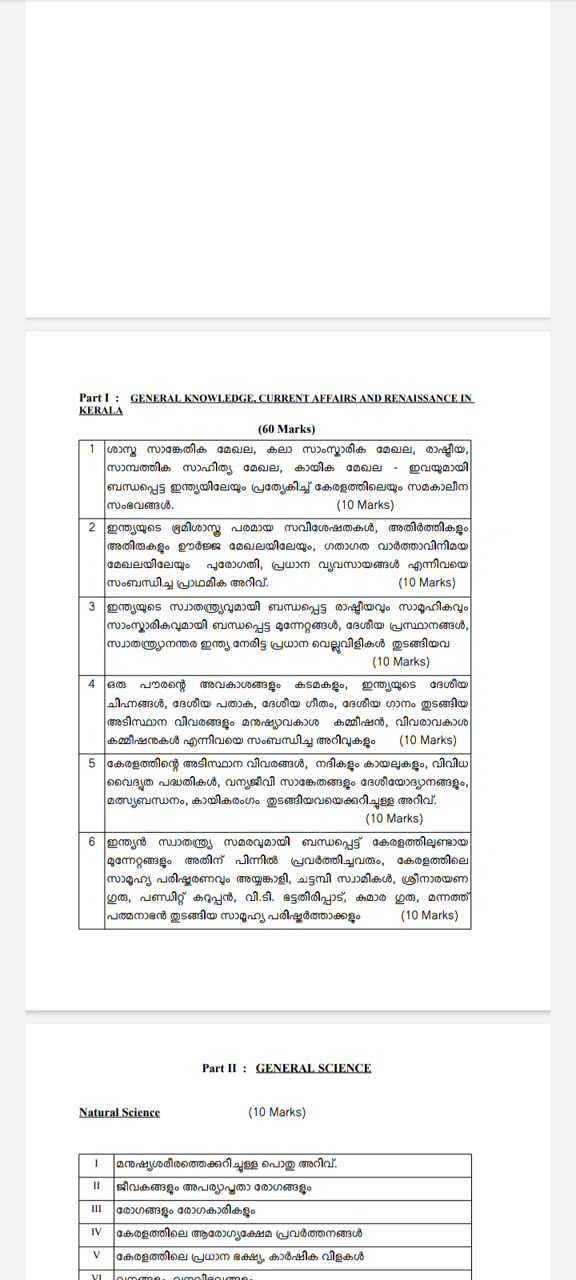 Part I : GENERAL KNOWLEDGE, CURRENT AFFAIRS AND RENAISSANCE IN
KERALA
(60 Marks)
1 ശാസ്ത്ര സാങ്കേതിക മേഖല, കലാ സാംസ്കാരിക മേഖല, രാഷ്ട്രീയ,
സാമ്പത്തിക സാഹിത്യ മേഖല, കായിക മേഖല - ഇവയുമായി
ബന്ധപ്പെട്ട ഇന്ത്യയിലേയും പ്രത്യേകിച്ച് കേരളത്തിലെയും സമകാലീന
സംഭവങ്ങൾ. (10 Marks)
2 ഇന്ത്യയുടെ ഭൂമിശാസ്ത്ര പരമായ സവിശേഷതകൾ, അതിർത്തികളും
അതിരുകളും ഊർജ്ജ മേഖലയിലേയും, ഗതാഗത വാർത്താവിനിമയ
മേഖലയിലേയും പുരോഗതി, പ്രധാന വ്യവസായങ്ങൾ എന്നിവയെ
സംബന്ധിച്ച പ്രാഥമിക അറിവ്. (10 Marks)
3 ഇന്ത്യയുടെ സ്വാതന്ത്ര്യവുമായി ബന്ധപ്പെട്ട രാഷ്ട്രീയവും സാമൂഹികവും
സാംസ്കാരികവുമായി ബന്ധപ്പെട്ട മുന്നേറ്റങ്ങൾ, ദേശീയ പ്രസ്ഥാനങ്ങൾ,
സ്വാതന്ത്ര്യാനന്തര ഇന്ത്യ നേരിട്ട പ്രധാന വെല്ലുവിളികൾ തുടങ്ങിയവ
(10 Marks)
4 ഒരു പൗരന്റെ അവകാശങ്ങളും കടമകളും, ഇന്ത്യയുടെ ദേശീയ
ചിഹ്നങ്ങൾ, ദേശീയ പതാക, ദേശീയ ഗീതം, ദേശീയ ഗാനം തുടങ്ങിയ
അടിസ്ഥാന വിവരങ്ങളും മനുഷ്യാവകാശ കമ്മീഷൻ, വിവരാവകാശ
കമ്മീഷനുകൾ എന്നിവയെ സംബന്ധിച്ച അറിവുകളും (10 Marks)
5 കേരളത്തിന്റെ അടിസ്ഥാന വിവരങ്ങൾ, നദികളും കായലുകളും, വിവിധ
വൈദ്യുത പദ്ധതികൾ, വന്യജീവി സങ്കേതങ്ങളും ദേശീയോദ്യാനങ്ങളും,
മത്സ്യബന്ധനം, കായികരംഗം തുടങ്ങിയവയെക്കുറിച്ചുള്ള അറിവ്.
(10 Marks)
6 ഇന്ത്യൻ സ്വാതന്ത്ര്യ സമരവുമായി ബന്ധപ്പെട്ട് കേരളത്തിലുണ്ടായ
മുന്നേറ്റങ്ങളും അതിന് പിന്നിൽ പ്രവർത്തിച്ചവരും, കേരളത്തിലെ
സാമൂഹ്യ പരിഷ്കരണവും അയ്യങ്കാളി, ചട്ടമ്പി സ്വാമികൾ, ശ്രീനാരയണ
ഗുരു, പണ്ഡിറ്റ് കറുപ്പൻ, വി.ടി. ഭട്ടതിരിപ്പാട്, കുമാര ഗുരു, മന്നത്ത്
പത്മനാഭൻ തുടങ്ങിയ സാമൂഹ്യ പരിഷ്കർത്താക്കളും (10 Marks)
Part II : GENERAL SCIENCE
Natural Science (10 Marks)
I മനുഷ്യശരീരത്തെക്കുറിച്ചുള്ള പൊതു അറിവ്.
II ജീവകങ്ങളും അപര്യാപ്തതാ രോഗങ്ങളും
III രോഗങ്ങളും രോഗകാരികളും
IV കേരളത്തിലെ ആരോഗ്യക്ഷേമ പ്രവർത്തനങ്ങൾ
V കേരളത്തിലെ പ്രധാന ഭക്ഷ്യ, കാർഷിക വിളകൾ
VI വനങ്ങളും വനവിഭവങ്ങളും